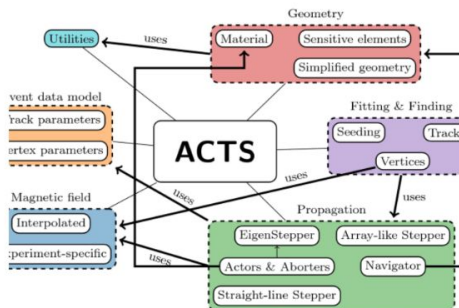 Geometry
Utilities
uses
Material
Sensitive elements
Simplified geometry
vent data model
Track parameters
ertex parameters
ACTS
Fitting & Finding
Seeding
Track
Vertices
uses
uses
uses
Magnetic field
Interpolated
xperiment-specific
uses
Propagation
EigenStepper
Array-like Stepper
Actors & Aborters
Navigator
Straight-line Stepper